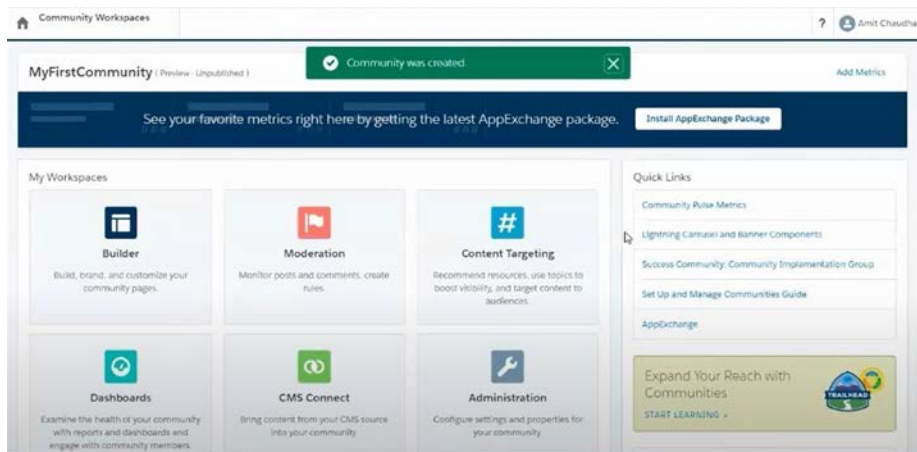 Community Workspaces
? Amit Chaudha
MyFirstCommunity ( Preview - Unpublished )
Community was created.
Add Metrics
See your favorite metrics right here by getting the latest AppExchange package.
Install AppExchange Package
My Workspaces
Builder
Build, brand, and customize your
community pages.
Moderation
Monitor posts and comments, create
rules.
Content Targeting
Recommend resources, use topics to
boost visibility, and target content to
audiences.
Dashboards
Examine the health of your community
with reports and dashboards and
engage with community members.
CMS Connect
Bring content from your CMS source
into your community.
Administration
Configure settings and properties for
your community.
Quick Links
Community Pulse Metrics
Lightning Carousel and Banner Components
Success Community: Community Implementation Group
Set Up and Manage Communities Guide
AppExchange
Expand Your Reach with
Communities
START LEARNING >
TRAILHEAD